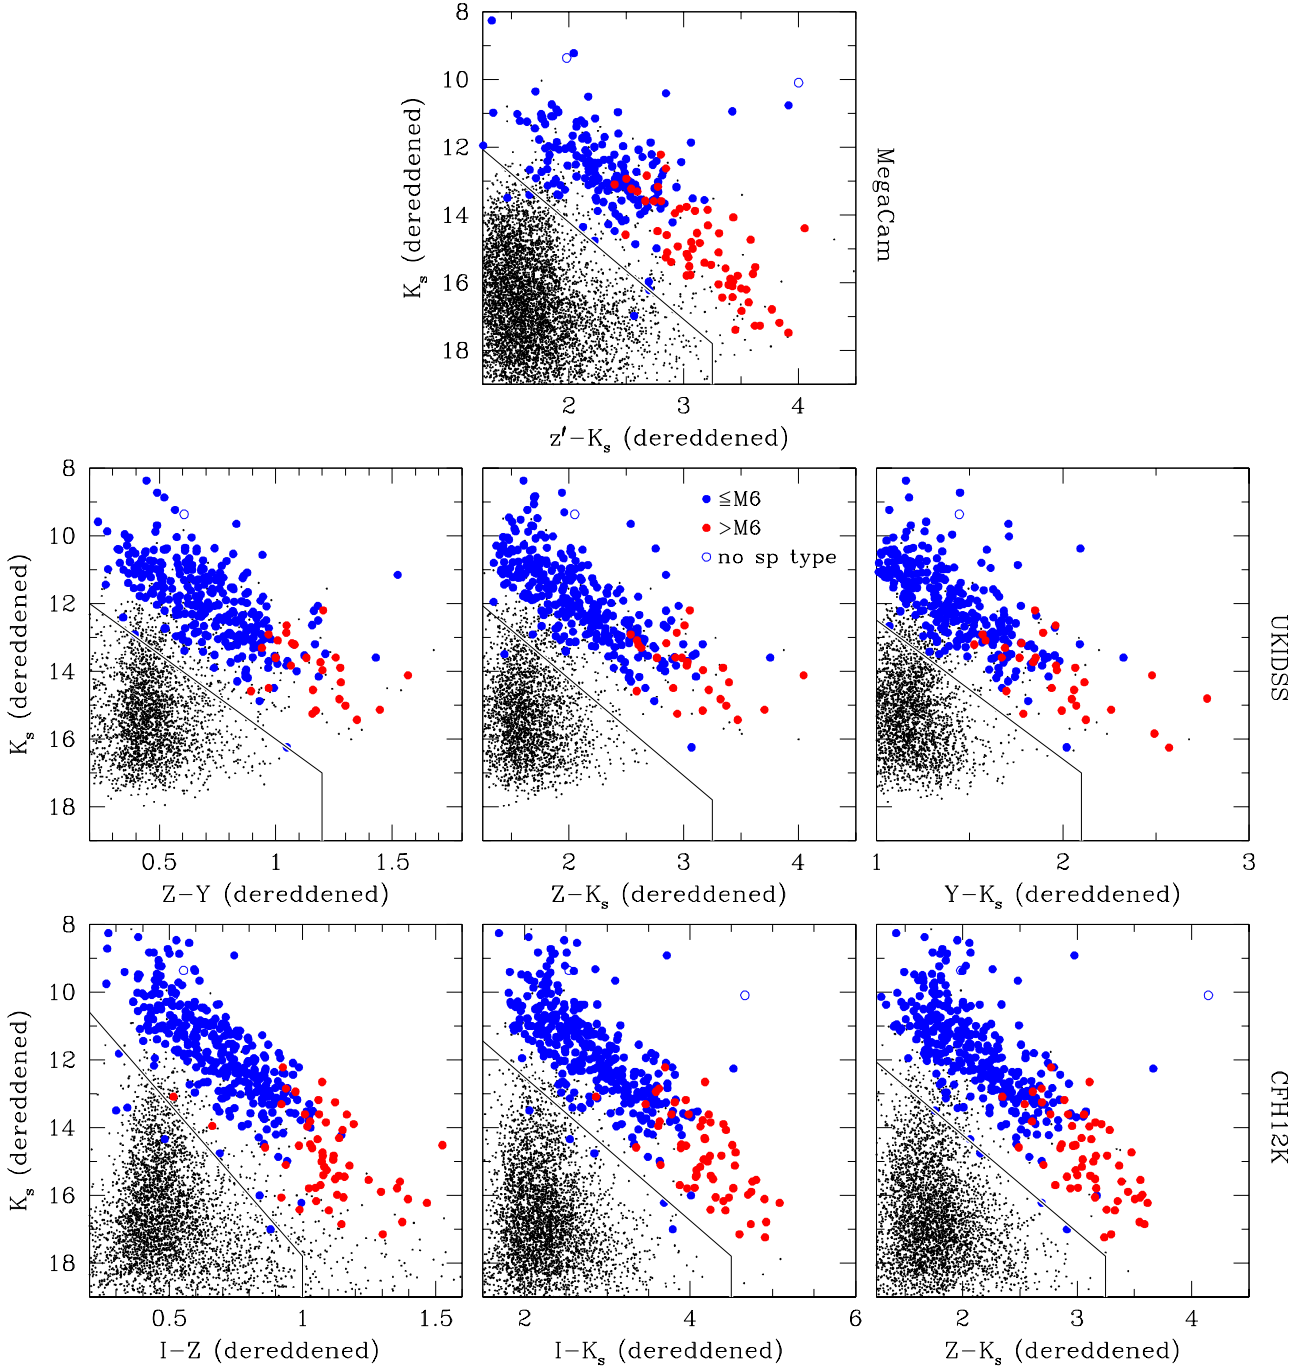 8
10
12
14
16
18
K_s (dereddened)
2
3
4
z′−K_s (dereddened)
MegaCam
8
10
12
14
16
18
K_s (dereddened)
0.5
1
1.5
Z−Y (dereddened)
≦M6
>M6
no sp type
2
3
4
Z−K_s (dereddened)
1
2
3
Y−K_s (dereddened)
UKIDSS
8
10
12
14
16
18
K_s (dereddened)
0.5
1
1.5
I−Z (dereddened)
2
4
6
I−K_s (dereddened)
2
3
4
Z−K_s (dereddened)
CFH12K